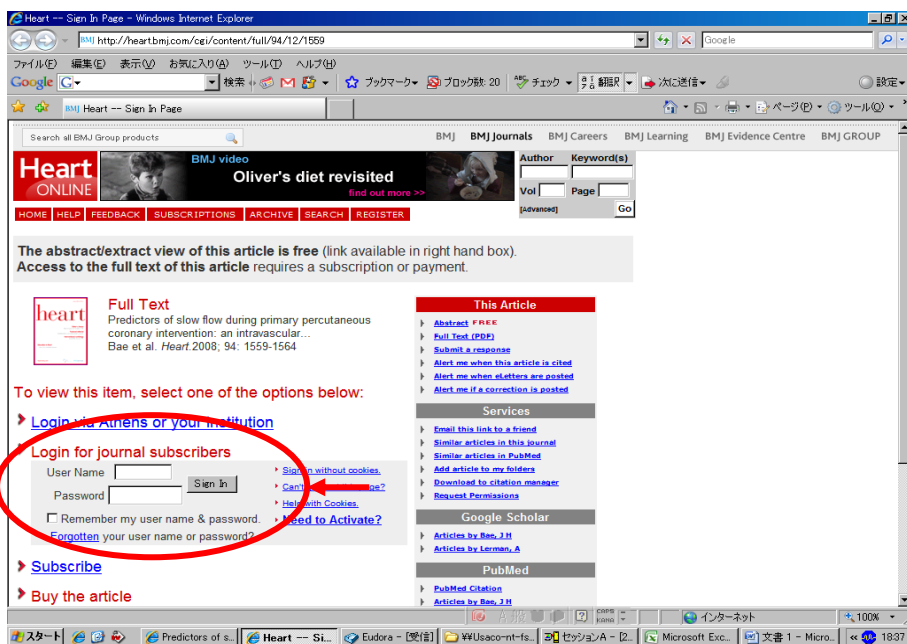 Heart -- Sign In Page - Windows Internet Explorer
BMJ http://heart.bmj.com/cgi/content/full/94/12/1559
Google
ファイル(F) 編集(E) 表示(V) お気に入り(A) ツール(T) ヘルプ(H)
Google G 検索 ブックマーク ブロック数: 20 チェック 翻訳 次に送信 設定
BMJ Heart -- Sign In Page
ページ(P) ツール(O)
Search all BMJ Group products
BMJ BMJ Journals BMJ Careers BMJ Learning BMJ Evidence Centre BMJ GROUP
Heart
ONLINE
BMJ video
Oliver's diet revisited
find out more >>
Author Keyword(s)
Vol Page
[Advanced] Go
HOME HELP FEEDBACK SUBSCRIPTIONS ARCHIVE SEARCH REGISTER
The abstract/extract view of this article is free (link available in right hand box).
Access to the full text of this article requires a subscription or payment.
heart
Full Text
Predictors of slow flow during primary percutaneous
coronary intervention: an intravascular...
Bae et al. Heart.2008; 94: 1559-1564
To view this item, select one of the options below:
Login via Athens or your institution
Login for journal subscribers
User Name
Password
Sign In
Remember my user name & password.
Forgotten your user name or password?
Sign in without cookies.
Can't
Help with Cookies.
Need to Activate?
Subscribe
Buy the article
This Article
Abstract FREE
Full Text (PDF)
Submit a response
Alert me when this article is cited
Alert me when eLetters are posted
Alert me if a correction is posted
Services
Email this link to a friend
Similar articles in this journal
Similar articles in PubMed
Add article to my folders
Download to citation manager
Request Permissions
Google Scholar
Articles by Bae, J H
Articles by Lerman, A
PubMed
PubMed Citation
Articles by Bae, J H
CAPS
KANA
インターネット 100%
スタート Predictors of s... Heart -- Si... Eudora - [受信] ¥¥Usaco-nt-fs... セッションA - [2... Microsoft Exc... 文書 1 - Micro... 18:37